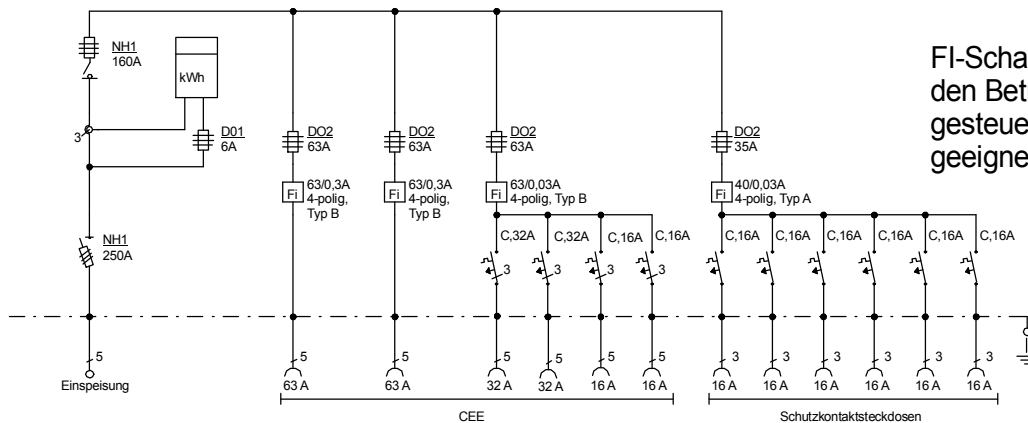 NH1
160A
kWh
3
D01
6A
NH1
250A
DO2
63A
DO2
63A
DO2
63A
DO2
35A
FI-Scha
den Bet
gesteue
geeigne
Fi
63/0,3A
4-polig,
Typ B
Fi
63/0,3A
4-polig,
Typ B
Fi
63/0,03A
4-polig, Typ B
Fi
40/0,03A
4-polig, Typ A
C,32A C,32A C,16A C,16A
C,16A C,16A C,16A C,16A C,16A C,16A
3 3 3 3
5 5 5 5 5 5 5 3 3 3 3 3 3
Einspeisung
63 A 63 A 32 A 32 A 16 A 16 A 16 A 16 A 16 A 16 A 16 A 16 A
CEE
Schutzkontaktsteckdosen